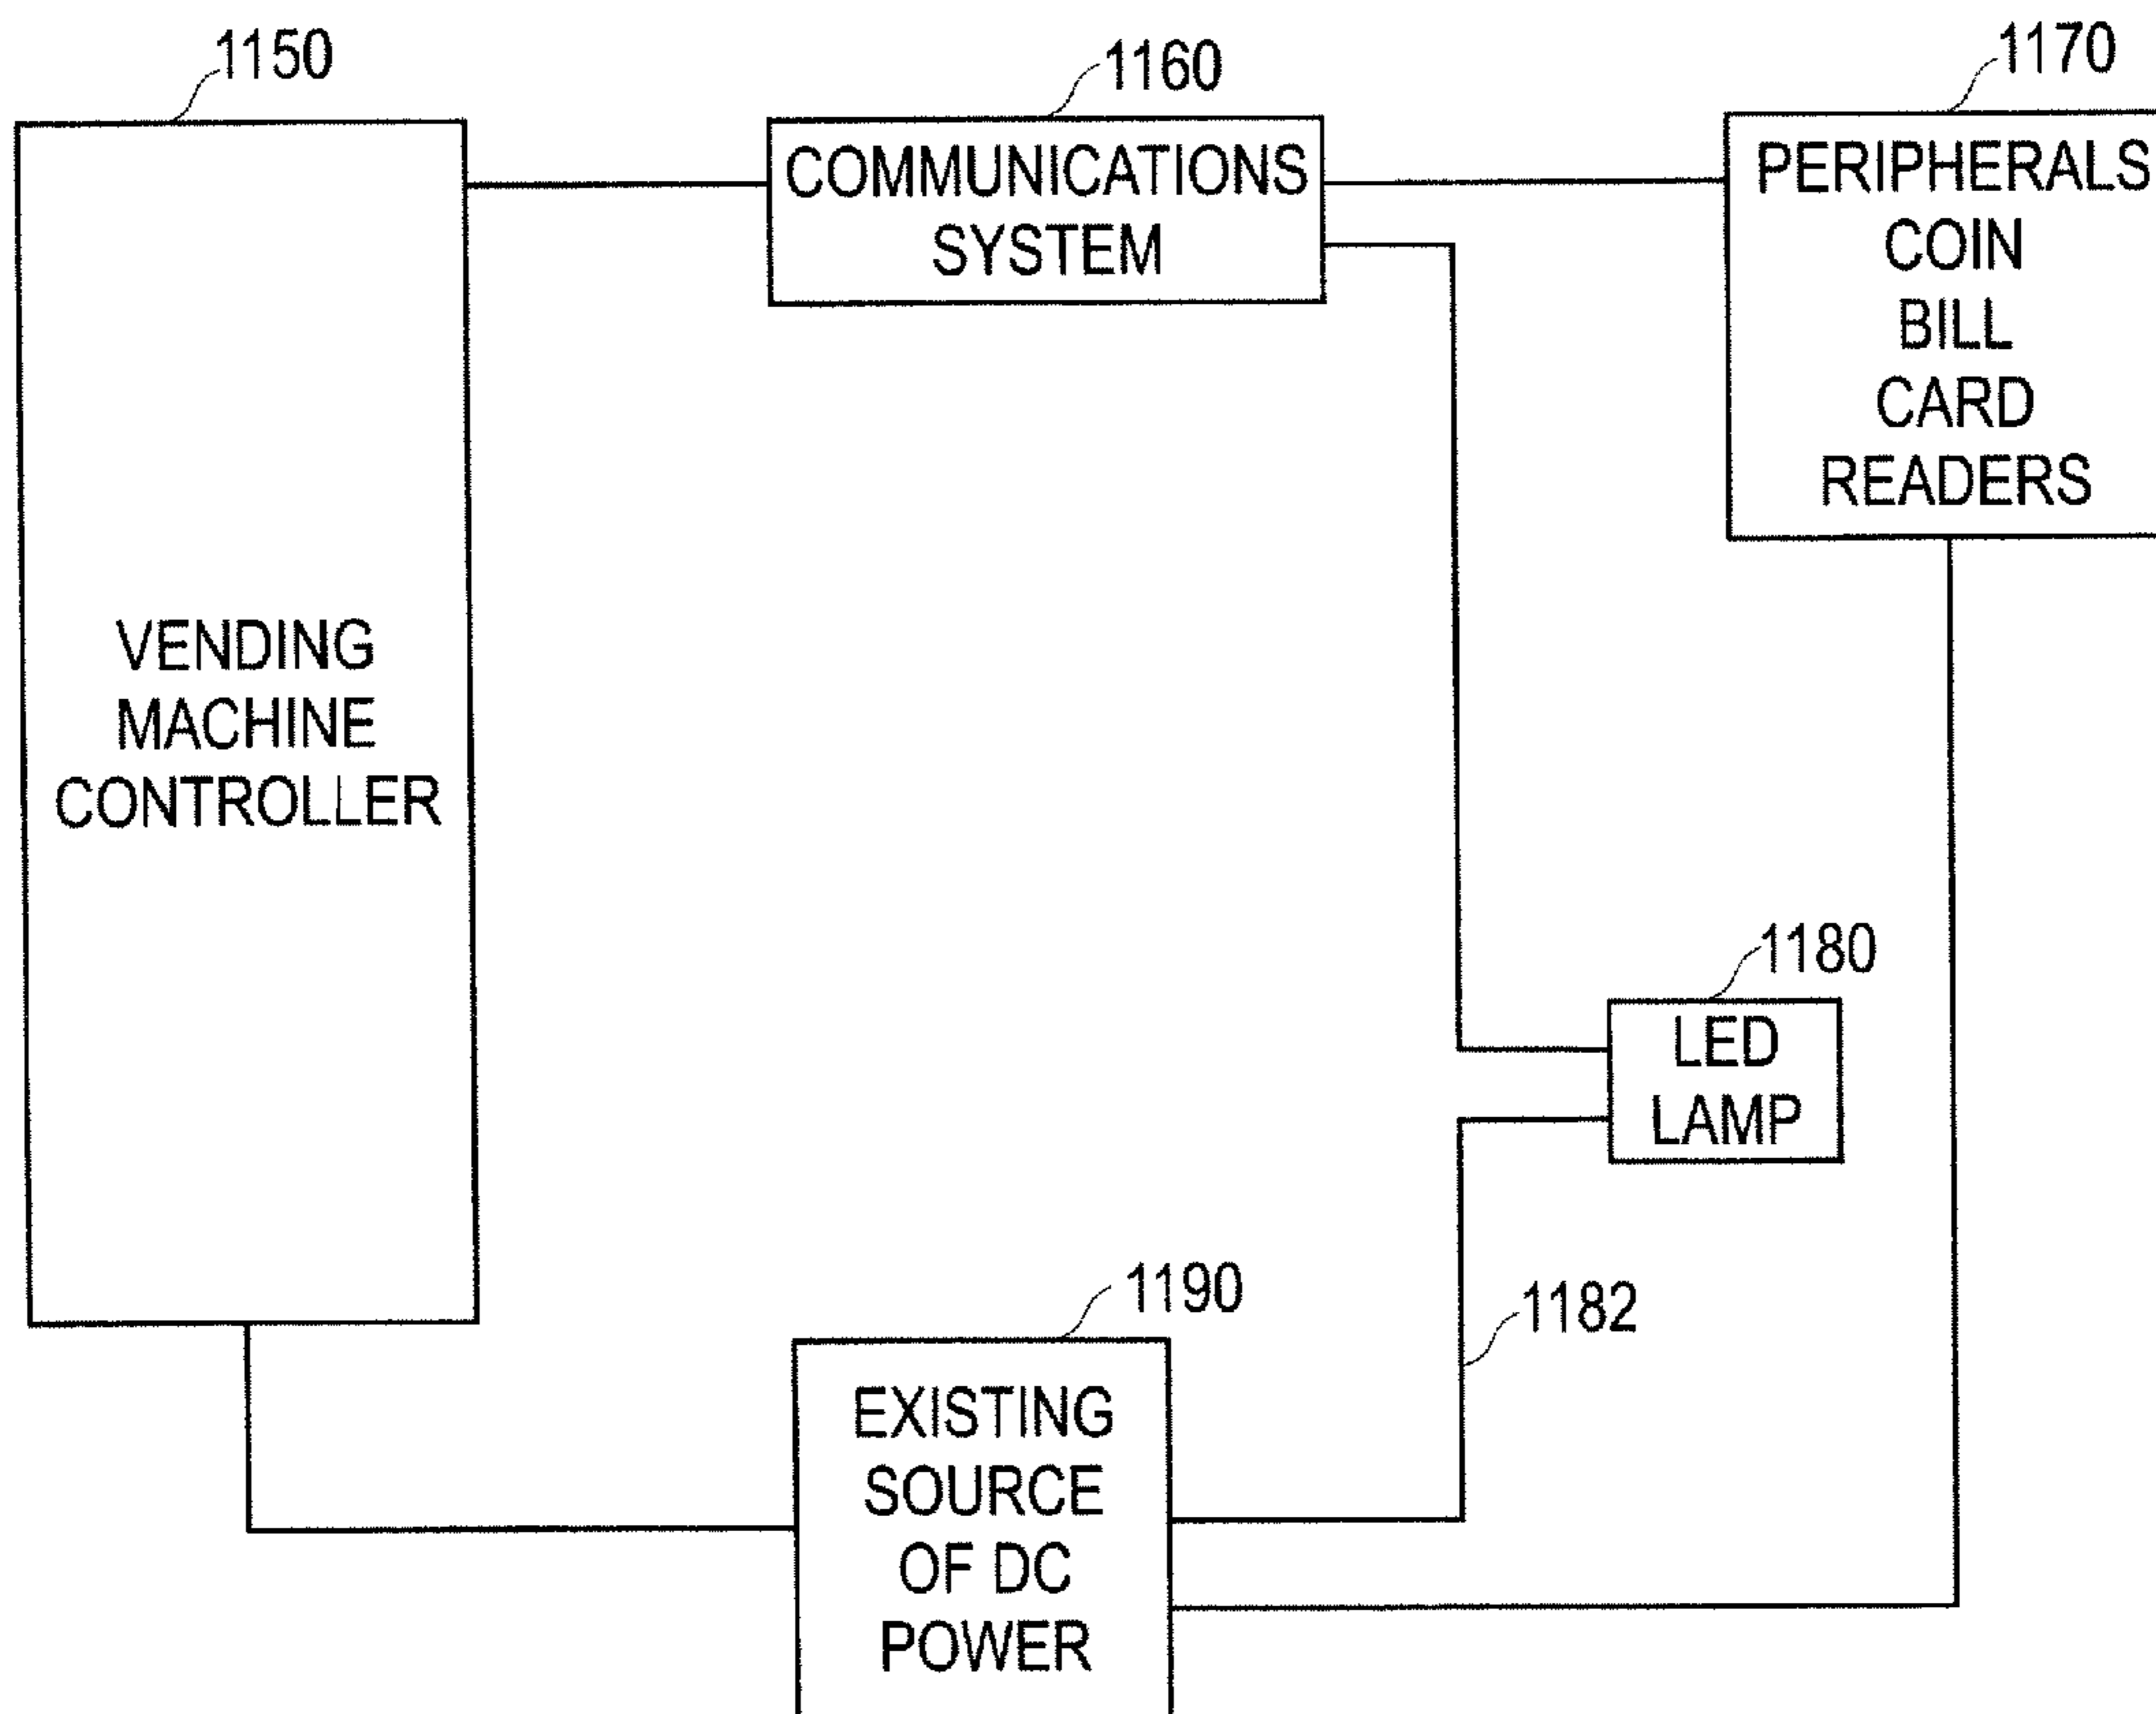 1150
1160
1170
COMMUNICATIONS
SYSTEM
PERIPHERALS
COIN
BILL
CARD
READERS
VENDING
MACHINE
CONTROLLER
1180
LED
LAMP
1190
1182
EXISTING
SOURCE
OF DC
POWER